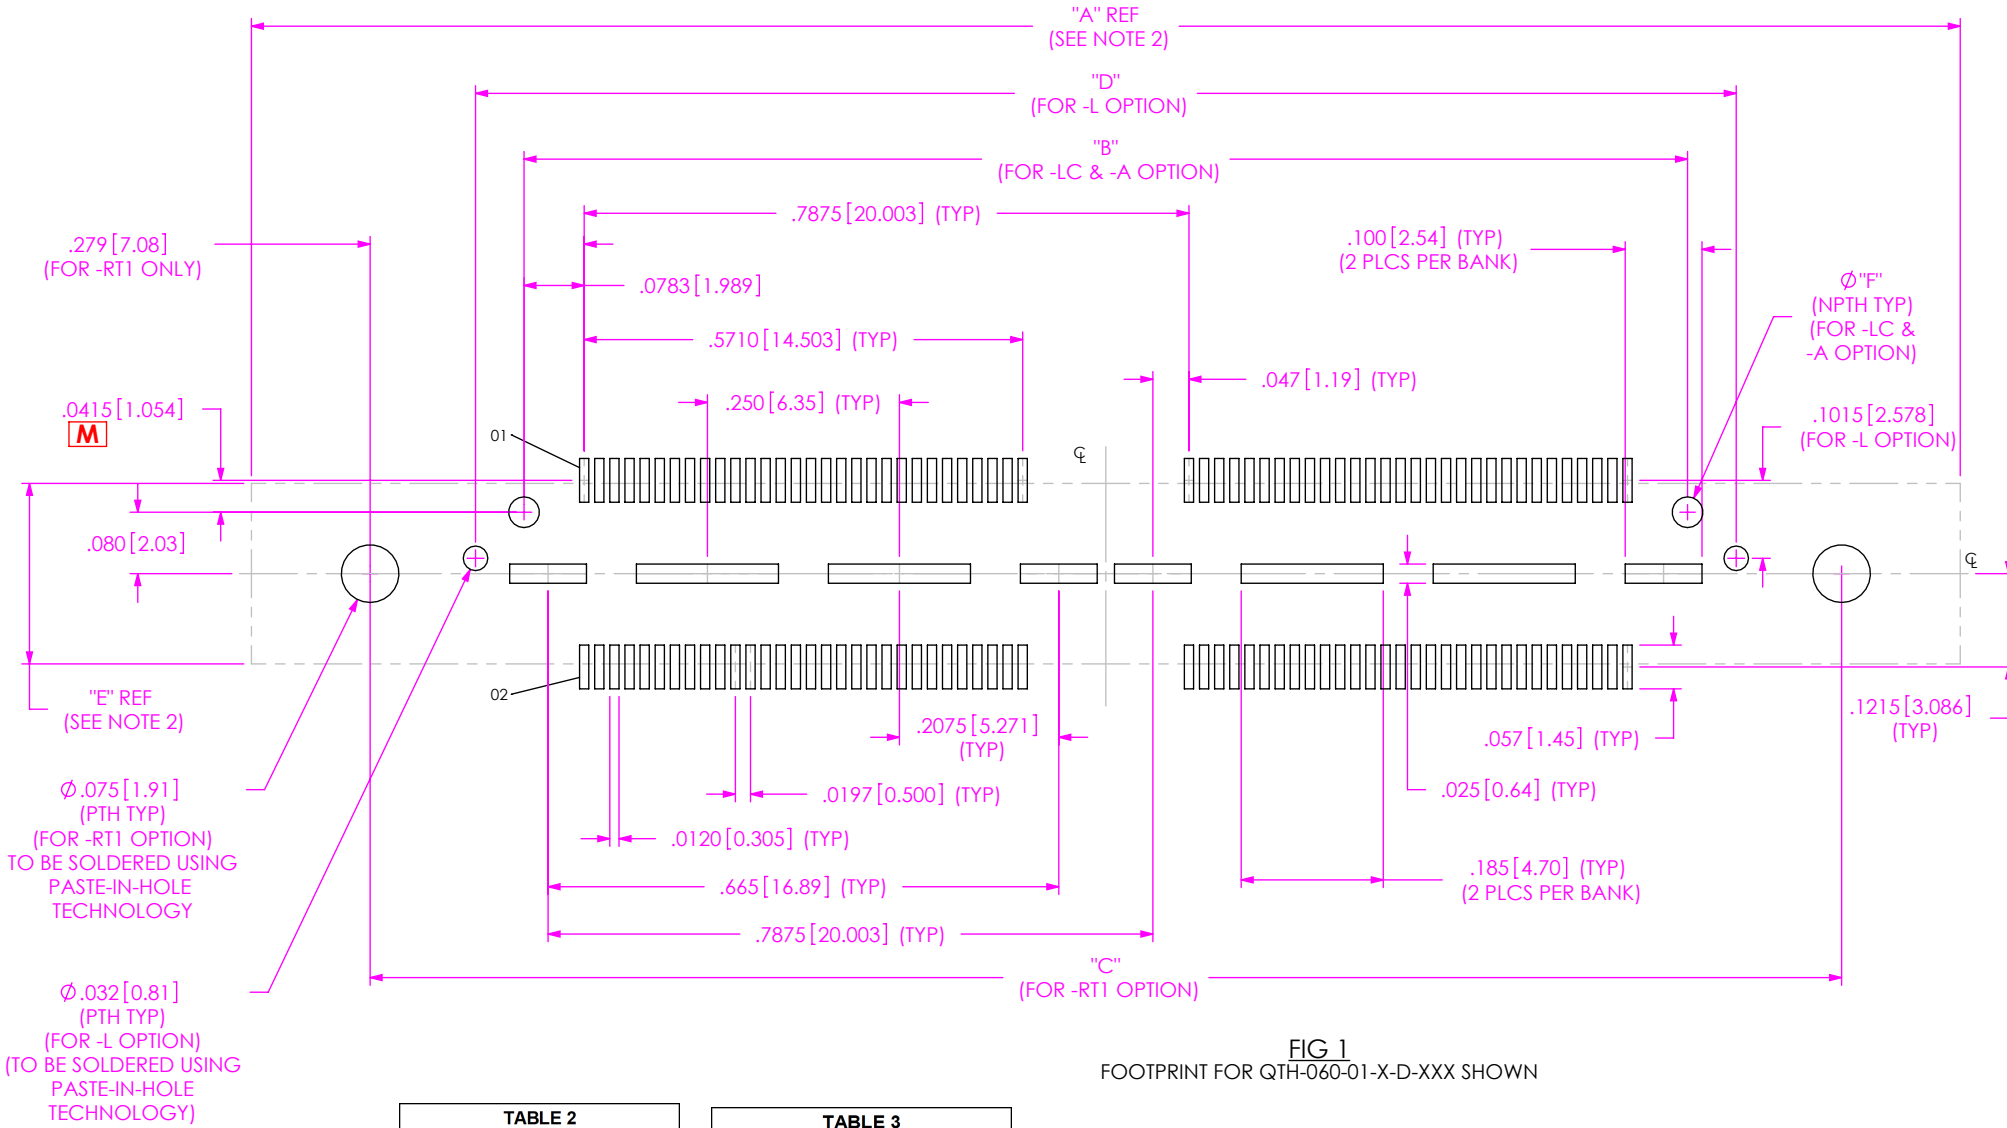 "A" REF
(SEE NOTE 2)
"D"
(FOR -L OPTION)
"B"
(FOR -LC & -A OPTION)
.7875[20.003] (TYP)
.279[7.08]
(FOR -RT1 ONLY)
.100[2.54] (TYP)
(2 PLCS PER BANK)
.0783[1.989]
Ø"F"
(NPTH TYP)
(FOR -LC &
-A OPTION)
.5710[14.503] (TYP)
.047[1.19] (TYP)
.250[6.35] (TYP)
.0415[1.054]
M
.1015[2.578]
(FOR -L OPTION)
01
℄
.080[2.03]
℄
02
"E" REF
(SEE NOTE 2)
.1215[3.086]
(TYP)
.2075[5.271]
(TYP)
.057[1.45] (TYP)
Ø.075[1.91]
(PTH TYP)
(FOR -RT1 OPTION)
TO BE SOLDERED USING
PASTE-IN-HOLE
TECHNOLOGY
.0197[0.500] (TYP)
.025[0.64] (TYP)
.0120[0.305] (TYP)
.665[16.89] (TYP)
.185[4.70] (TYP)
(2 PLCS PER BANK)
.7875[20.003] (TYP)
"C"
(FOR -RT1 OPTION)
Ø.032[0.81]
(PTH TYP)
(FOR -L OPTION)
(TO BE SOLDERED USING
PASTE-IN-HOLE
TECHNOLOGY)
FIG 1
FOOTPRINT FOR QTH-060-01-X-D-XXX SHOWN
TABLE 2
TABLE 3